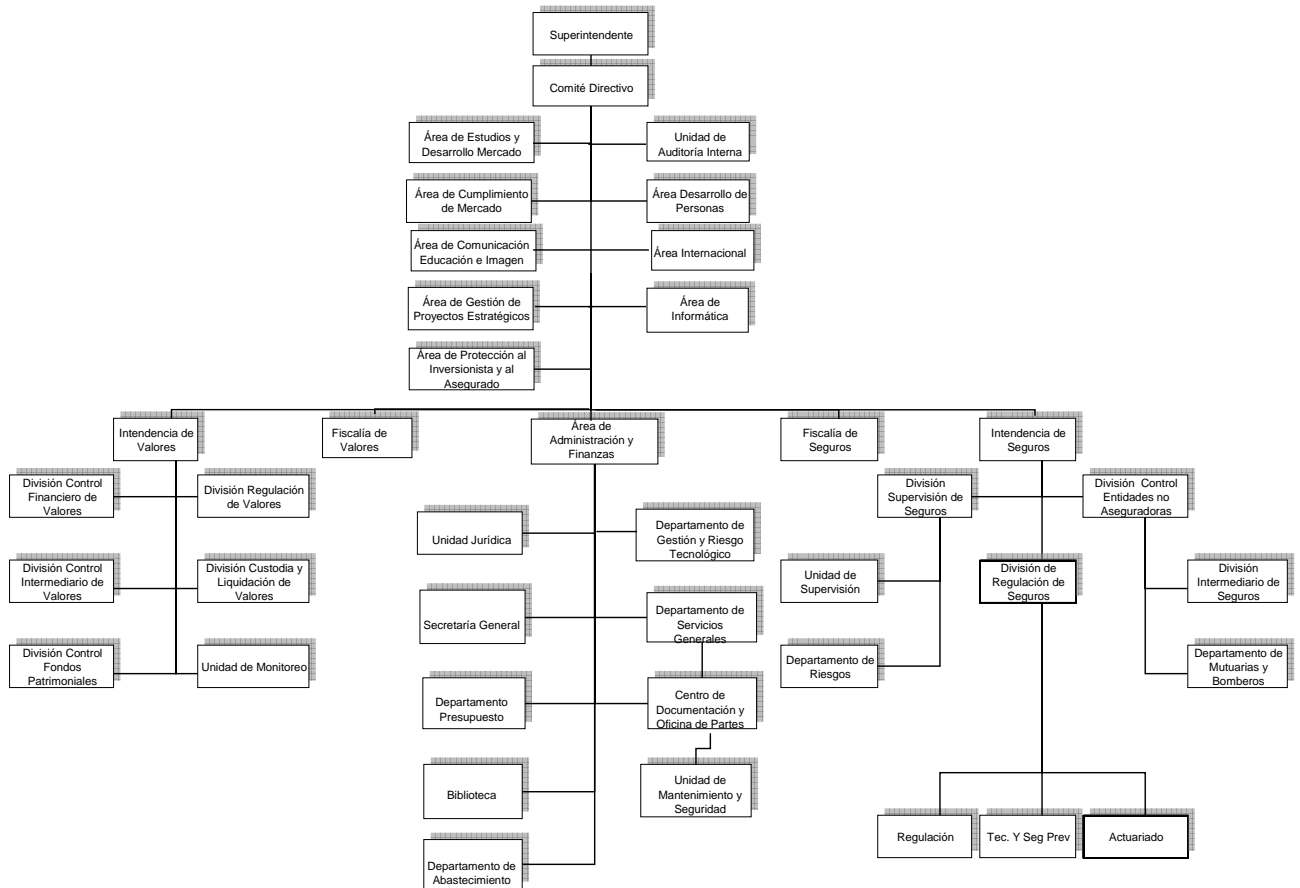 Superintendente
Comité Directivo
Área de Estudios y
Desarrollo Mercado
Unidad de
Auditoría Interna
Área de Cumplimiento
de Mercado
Área Desarrollo de
Personas
Área de Comunicación
Educación e Imagen
Área Internacional
Área de Gestión de
Proyectos Estratégicos
Área de
Informática
Área de Protección al
Inversionista y al
Asegurado
Intendencia de
Valores
Fiscalía de
Valores
Área de
Administración y
Finanzas
Fiscalía de
Seguros
Intendencia de
Seguros
División Control
Financiero de
Valores
División Regulación
de Valores
División
Supervisión de
Seguros
División Control
Entidades no
Aseguradoras
Unidad Jurídica
Departamento de
Gestión y Riesgo
Tecnológico
División Control
Intermediario de
Valores
División Custodia y
Liquidación de
Valores
Unidad de
Supervisión
División de
Regulación de
Seguros
División
Intermediario de
Seguros
Secretaría General
Departamento de
Servicios
Generales
División Control
Fondos
Patrimoniales
Unidad de Monitoreo
Departamento de
Riesgos
Departamento de
Mutuarias y
Bomberos
Departamento
Presupuesto
Centro de
Documentación y
Oficina de Partes
Biblioteca
Unidad de
Mantenimiento y
Seguridad
Regulación
Tec. Y Seg Prev
Actuariado
Departamento de
Abastecimiento